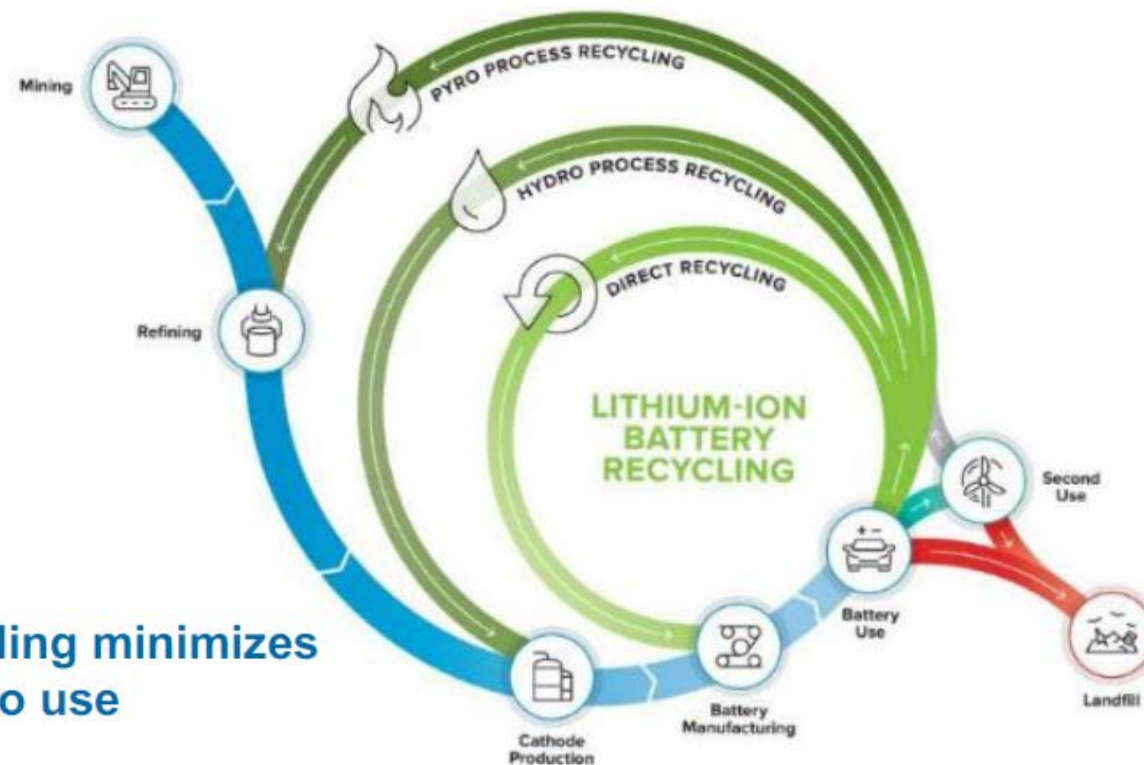 Mining
PYRO PROCESS RECYCLING
HYDRO PROCESS RECYCLING
DIRECT RECYCLING
Refining
LITHIUM-ION
BATTERY
RECYCLING
+ -
Second
Use
Battery
Use
Landfill
Battery
Manufacturing
Cathode
Production
ling minimizes
o use